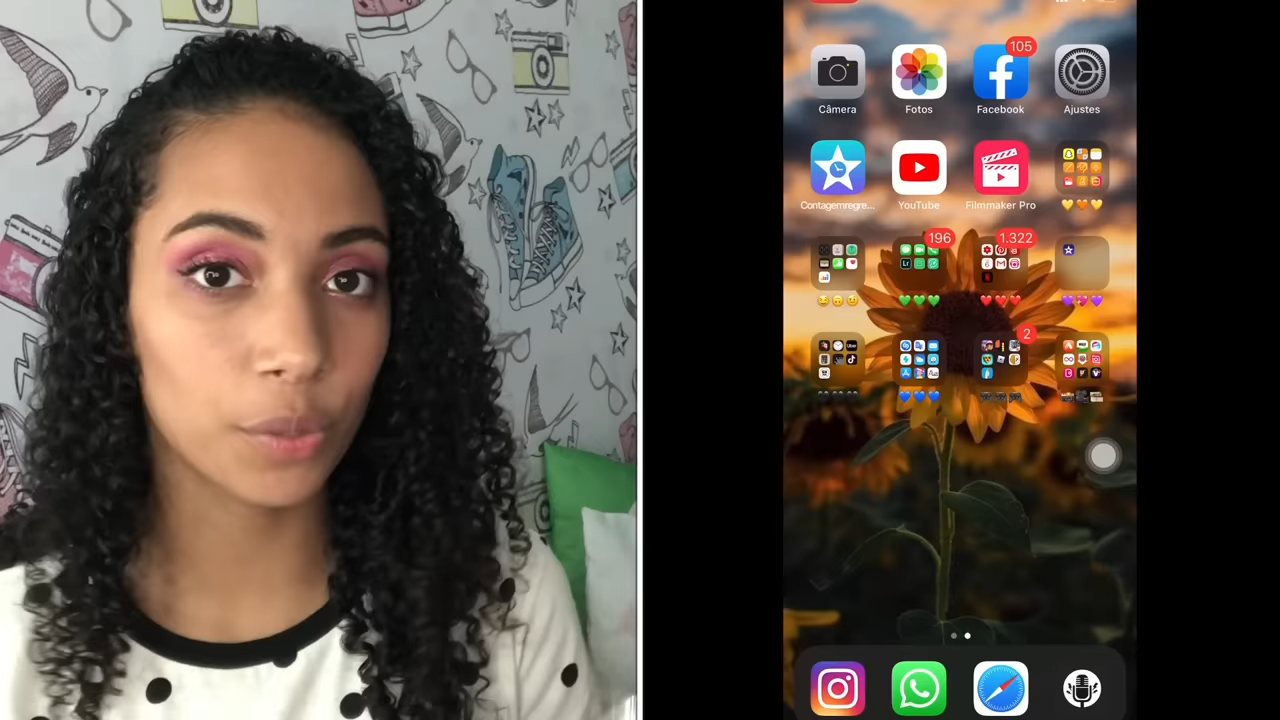 105
Câmera
Fotos
Facebook
Ajustes
Contagemregre...
YouTube
Filmmaker Pro
196
1.322
2